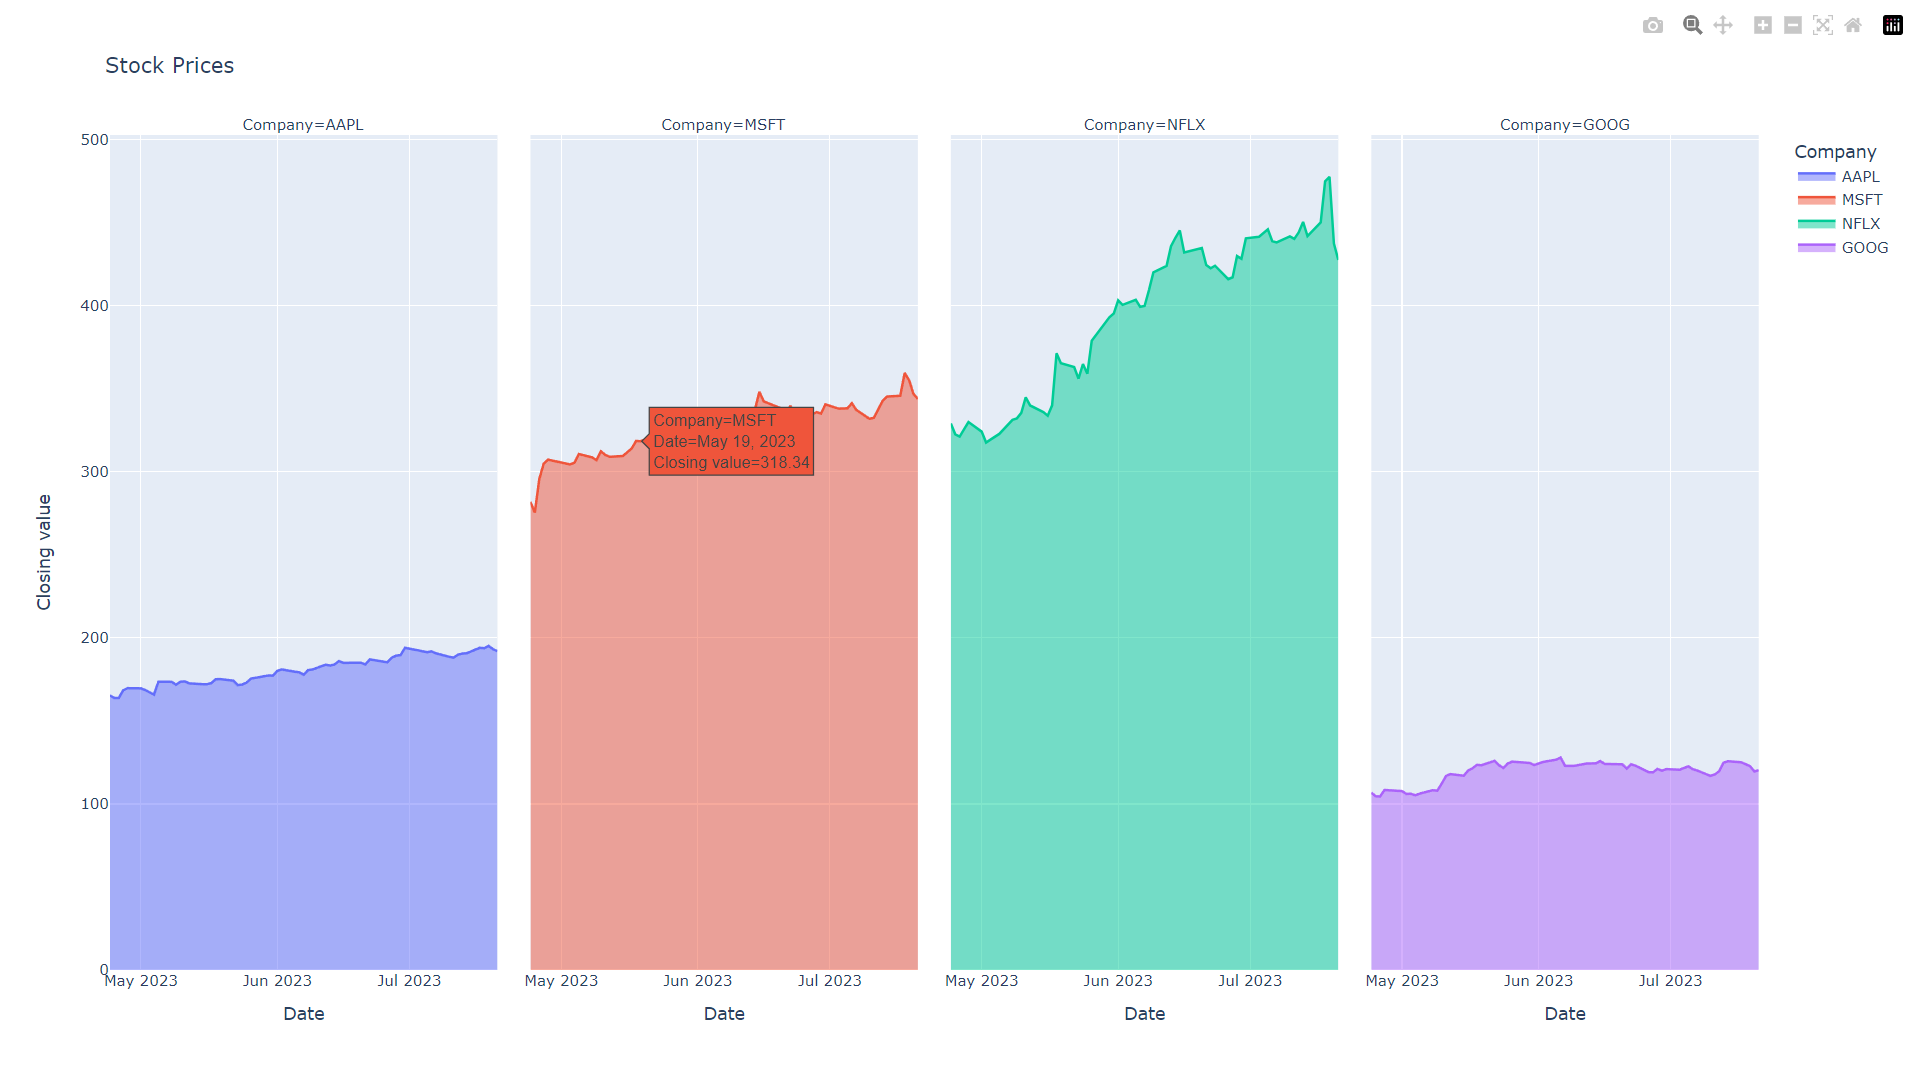 Stock Prices
Company=AAPL
Company=MSFT
Company=NFLX
Company=GOOG
Company
AAPL
MSFT
NFLX
GOOG
500
400
300
200
100
0
Closing value
Company=MSFT
Date=May 19, 2023
Closing value=318.34
May 2023 Jun 2023 Jul 2023
May 2023 Jun 2023 Jul 2023
May 2023 Jun 2023 Jul 2023
May 2023 Jun 2023 Jul 2023
Date
Date
Date
Date